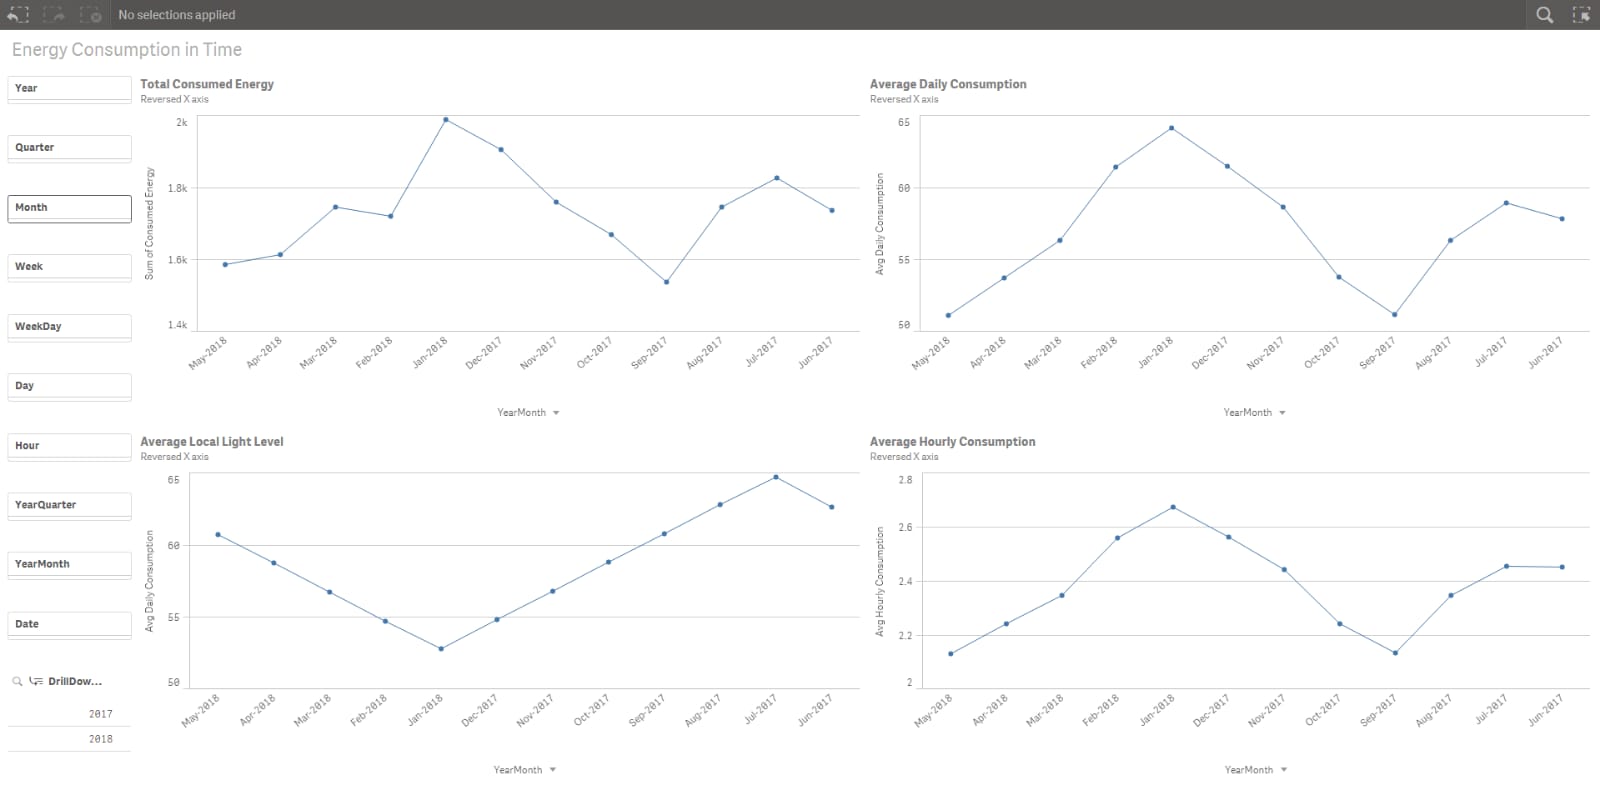 No selections applied
Energy Consumption in Time
Year
Quarter
Month
Week
WeekDay
Day
Hour
YearQuarter
YearMonth
Date
DrillDow...
2017
2018
Total Consumed Energy
Reversed X axis
Sum of Consumed Energy
2k
1.8k
1.6k
1.4k
May-2018
Apr-2018
Mar-2018
Feb-2018
Jan-2018
Dec-2017
Nov-2017
Oct-2017
Sep-2017
Aug-2017
Jul-2017
Jun-2017
YearMonth
Average Daily Consumption
Reversed X axis
Avg Daily Consumption
65
60
55
50
May-2018
Apr-2018
Mar-2018
Feb-2018
Jan-2018
Dec-2017
Nov-2017
Oct-2017
Sep-2017
Aug-2017
Jul-2017
Jun-2017
YearMonth
Average Local Light Level
Reversed X axis
Avg Daily Consumption
65
60
55
50
May-2018
Apr-2018
Mar-2018
Feb-2018
Jan-2018
Dec-2017
Nov-2017
Oct-2017
Sep-2017
Aug-2017
Jul-2017
Jun-2017
YearMonth
Average Hourly Consumption
Reversed X axis
Avg Hourly Consumption
2.8
2.6
2.4
2.2
2
May-2018
Apr-2018
Mar-2018
Feb-2018
Jan-2018
Dec-2017
Nov-2017
Oct-2017
Sep-2017
Aug-2017
Jul-2017
Jun-2017
YearMonth